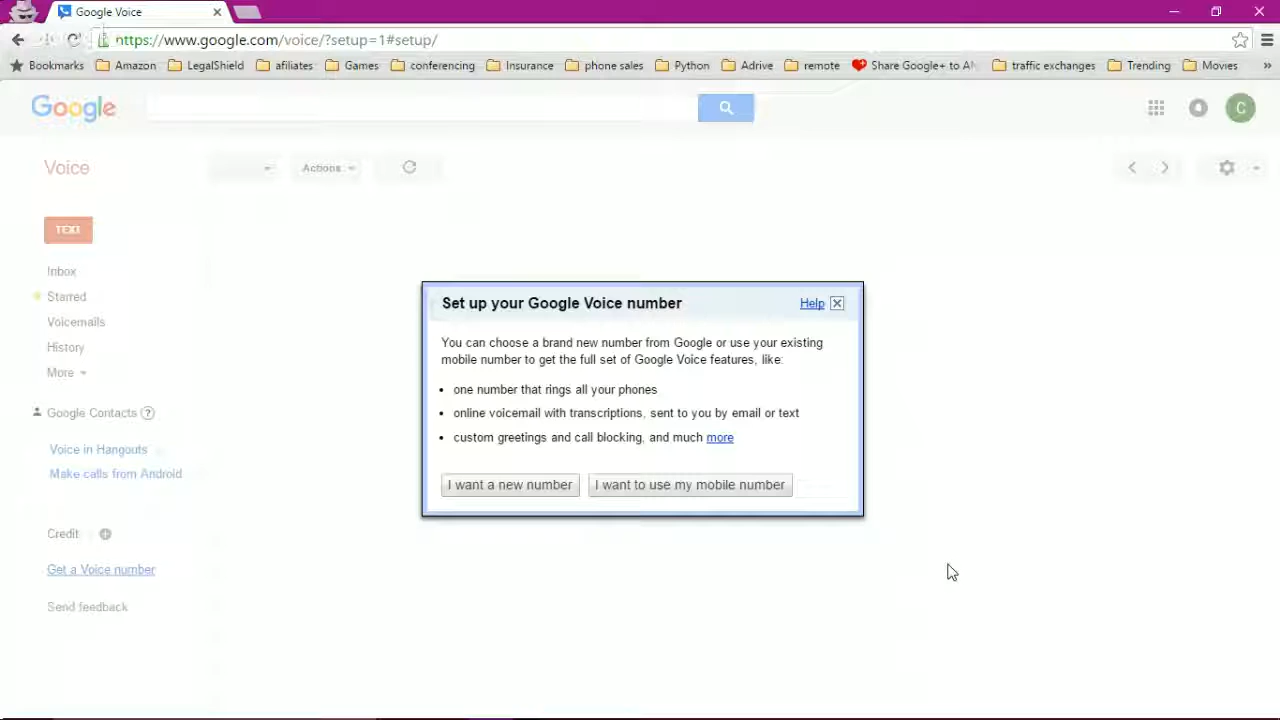 Google Voice
https://www.google.com/voice/?setup=1#setup/
Bookmarks Amazon LegalShield afiliates Games conferencing Insurance phone sales Python Adrive remote Share Google+ to traffic exchanges Trending Movies »
Google
C
Voice
Actions
TEXT
Inbox
Starred
Voicemails
History
More
Google Contacts ?
Voice in Hangouts
Make calls from Android
Credit
Get a Voice number
Send feedback
Set up your Google Voice number
Help
You can choose a brand new number from Google or use your existing
mobile number to get the full set of Google Voice features, like:
• one number that rings all your phones
• online voicemail with transcriptions, sent to you by email or text
• custom greetings and call blocking, and much more
I want a new number I want to use my mobile number